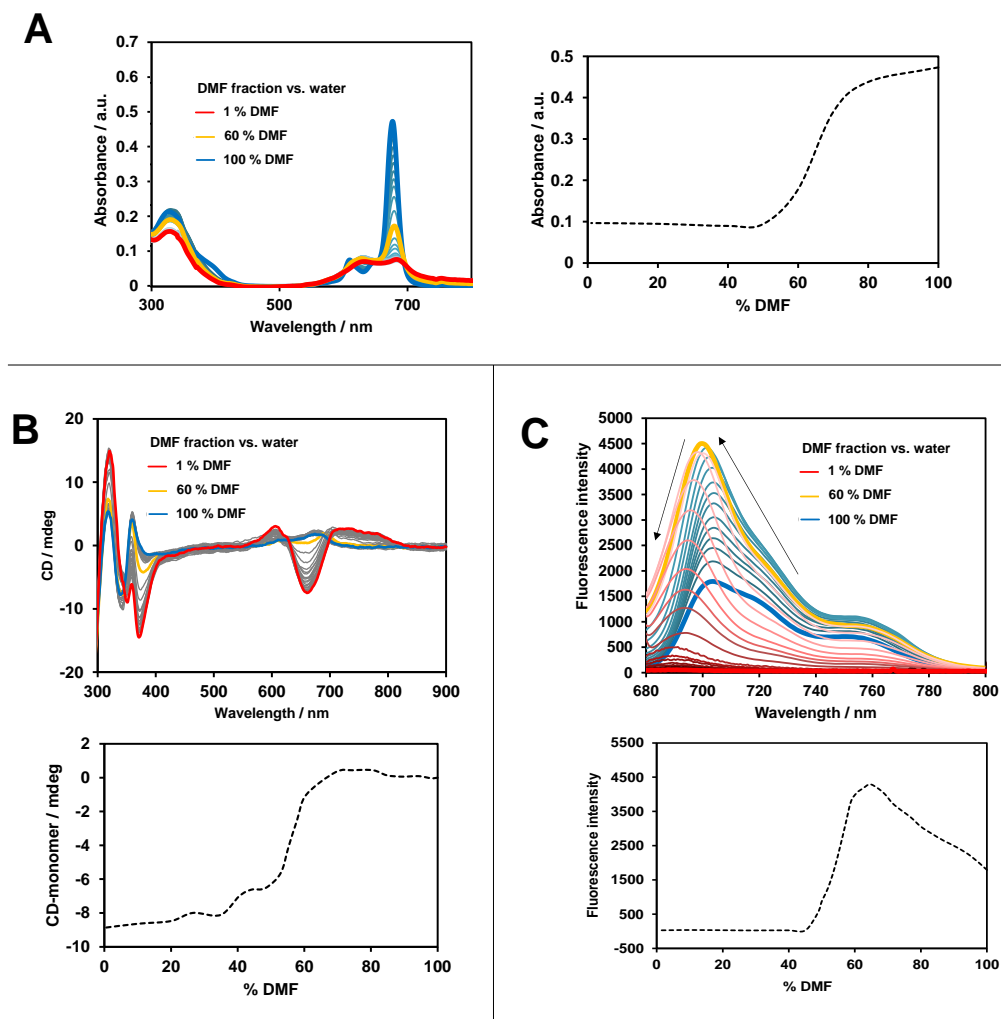 A
0.7
0.6
0.5
0.4
0.3
0.2
0.1
0
Absorbance / a.u.
DMF fraction vs. water
1 % DMF
60 % DMF
100 % DMF
300
500
700
Wavelength / nm
0.5
0.4
0.3
0.2
0.1
0
Absorbance / a.u.
0
20
40
60
80
100
% DMF
B
20
10
0
-10
-20
CD / mdeg
DMF fraction vs. water
1 % DMF
60 % DMF
100 % DMF
300
400
500
600
700
800
900
Wavelength / nm
2
0
-2
-4
-6
-8
-10
CD-monomer / mdeg
0
20
40
60
80
100
% DMF
C
5000
4500
4000
3500
3000
2500
2000
1500
1000
500
0
Fluorescence intensity
DMF fraction vs. water
1 % DMF
60 % DMF
100 % DMF
680
700
720
740
760
780
800
Wavelength / nm
5500
4500
3500
2500
1500
500
-500
Fluorescence intensity
0
20
40
60
80
100
% DMF